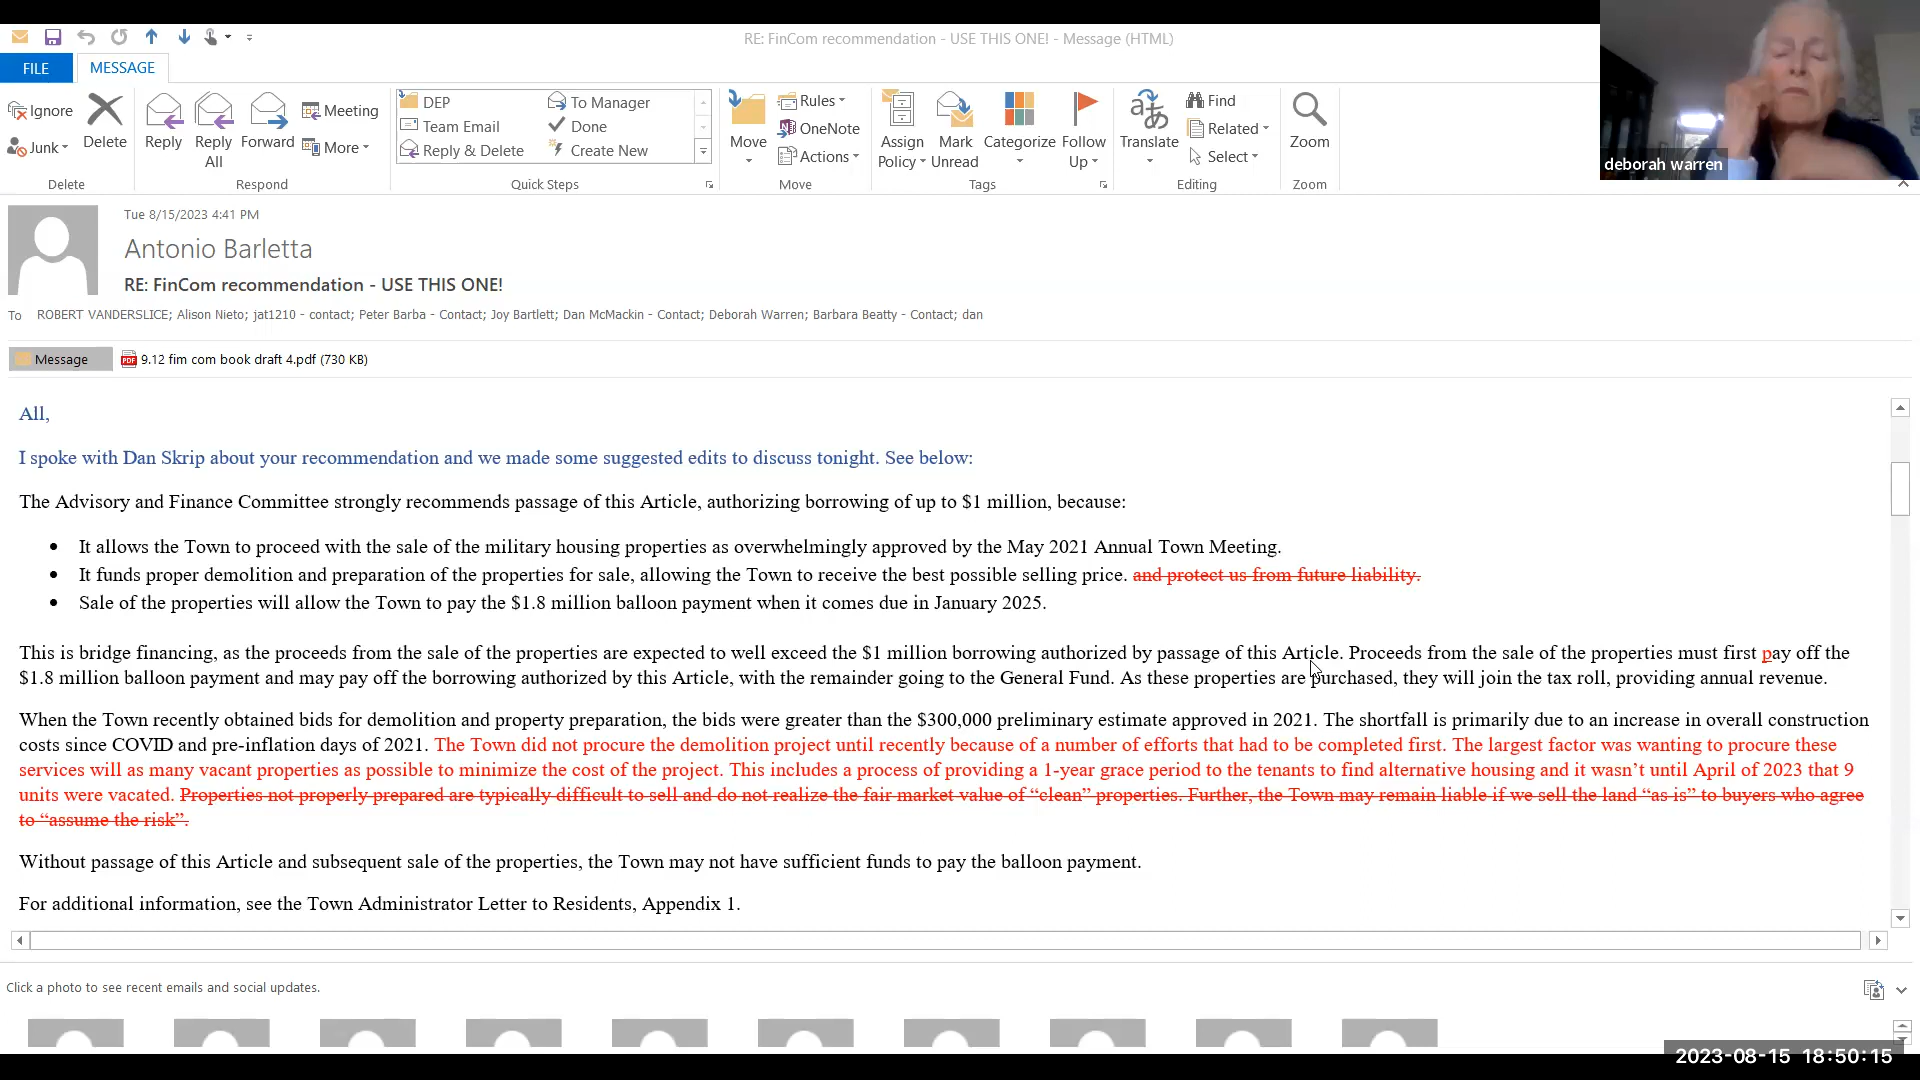 RE: FinCom recommendation - USE THIS ONE! - Message (HTML)
FILE
MESSAGE
Ignore
Junk
Delete
Delete
Reply
Reply All
Forward
Meeting
More
Respond
DEP
Team Email
Reply & Delete
To Manager
Done
Create New
Quick Steps
Move
Rules
OneNote
Actions
Move
Assign Policy
Mark Unread
Categorize
Follow Up
Tags
Translate
Find
Related
Select
Editing
Zoom
Zoom
deborah warren
Tue 8/15/2023 4:41 PM
Antonio Barletta
RE: FinCom recommendation - USE THIS ONE!
To ROBERT VANDERSLICE; Alison Nieto; jat1210 - contact; Peter Barba - Contact; Joy Bartlett; Dan McMackin - Contact; Deborah Warren; Barbara Beatty - Contact; dan
Message
PDF 9.12 fim com book draft 4.pdf (730 KB)
All,
I spoke with Dan Skrip about your recommendation and we made some suggested edits to discuss tonight. See below:
The Advisory and Finance Committee strongly recommends passage of this Article, authorizing borrowing of up to $1 million, because:
• It allows the Town to proceed with the sale of the military housing properties as overwhelmingly approved by the May 2021 Annual Town Meeting.
• It funds proper demolition and preparation of the properties for sale, allowing the Town to receive the best possible selling price. and protect us from future liability.
• Sale of the properties will allow the Town to pay the $1.8 million balloon payment when it comes due in January 2025.
This is bridge financing, as the proceeds from the sale of the properties are expected to well exceed the $1 million borrowing authorized by passage of this Article. Proceeds from the sale of the properties must first pay off the
$1.8 million balloon payment and may pay off the borrowing authorized by this Article, with the remainder going to the General Fund. As these properties are purchased, they will join the tax roll, providing annual revenue.
When the Town recently obtained bids for demolition and property preparation, the bids were greater than the $300,000 preliminary estimate approved in 2021. The shortfall is primarily due to an increase in overall construction
costs since COVID and pre-inflation days of 2021. The Town did not procure the demolition project until recently because of a number of efforts that had to be completed first. The largest factor was wanting to procure these
services will as many vacant properties as possible to minimize the cost of the project. This includes a process of providing a 1-year grace period to the tenants to find alternative housing and it wasn't until April of 2023 that 9
units were vacated. Properties not properly prepared are typically difficult to sell and do not realize the fair market value of “clean” properties. Further, the Town may remain liable if we sell the land “as is” to buyers who agree
to “assume the risk”.
Without passage of this Article and subsequent sale of the properties, the Town may not have sufficient funds to pay the balloon payment.
For additional information, see the Town Administrator Letter to Residents, Appendix 1.
Click a photo to see recent emails and social updates.
2023-08-15 18:50:15